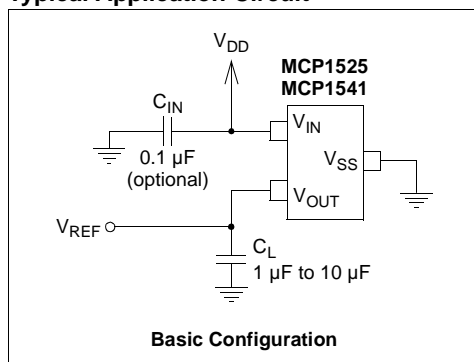 Typical Application Circuit
V_DD
MCP1525
MCP1541
C_IN
V_IN
0.1 µF
(optional)
V_SS
V_OUT
V_REF
C_L
1 µF to 10 µF
Basic Configuration